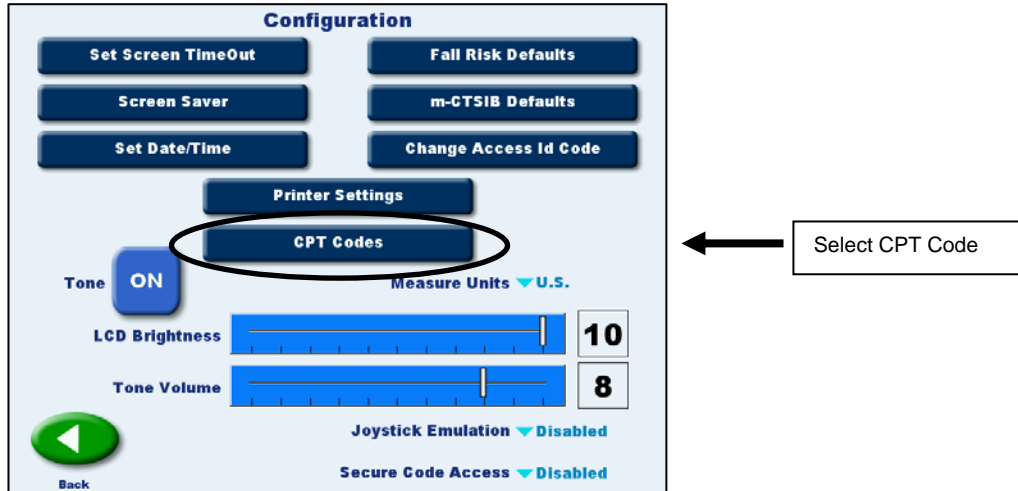 Configuration
Set Screen TimeOut
Fall Risk Defaults
Screen Saver
m-CTSIB Defaults
Set Date/Time
Change Access Id Code
Printer Settings
CPT Codes
Select CPT Code
Tone ON
Measure Units U.S.
LCD Brightness 10
Tone Volume 8
Joystick Emulation Disabled
Secure Code Access Disabled
Back